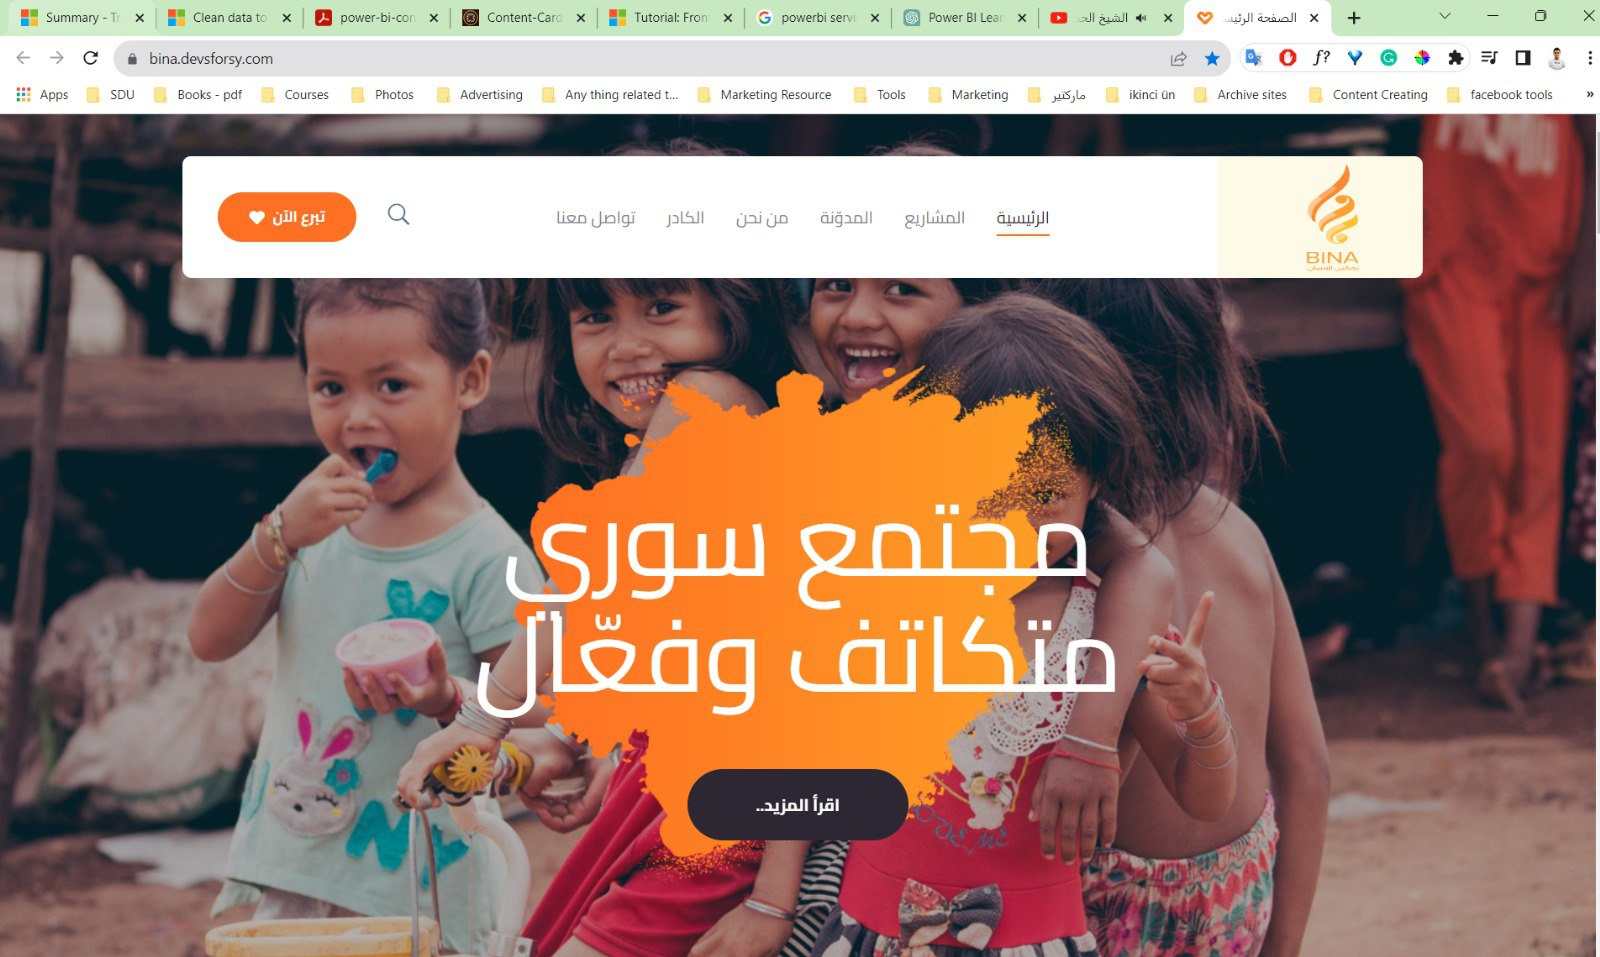 Summary - Tr
Clean data to
power-bi-con
Content-Card
Tutorial: From
powerbi servi
Power BI Lear
الشيخ الحذ
الصفحة الرئيس
bina.devsforsy.com
f?
Apps
SDU
Books - pdf
Courses
Photos
Advertising
Any thing related t...
Marketing Resource
Tools
Marketing
ماركتير
ikinci ün
Archive sites
Content Creating
facebook tools
»
الرئيسية
المشاريع
المدوّنة
من نحن
الكادر
تواصل معنا
تبرع الآن
BINA
مجتمع سوري
متكاتف وفعّال
اقرأ المزيد..